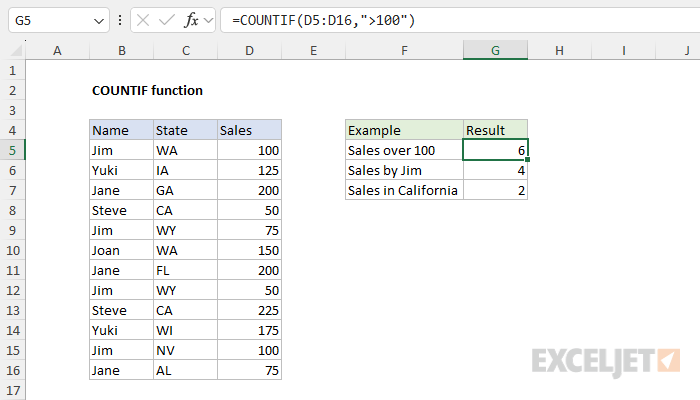 G5 fx =COUNTIF(D5:D16,">100")
A B C D E F G H I J
1
2 COUNTIF function
3
4 Name State Sales Example Result
5 Jim WA 100 Sales over 100 6
6 Yuki IA 125 Sales by Jim 4
7 Jane GA 200 Sales in California 2
8 Steve CA 50
9 Jim WY 75
10 Joan WA 150
11 Jane FL 200
12 Jim WY 50
13 Steve CA 225
14 Yuki WI 175
15 Jim NV 100
16 Jane AL 75
17
EXCELJET